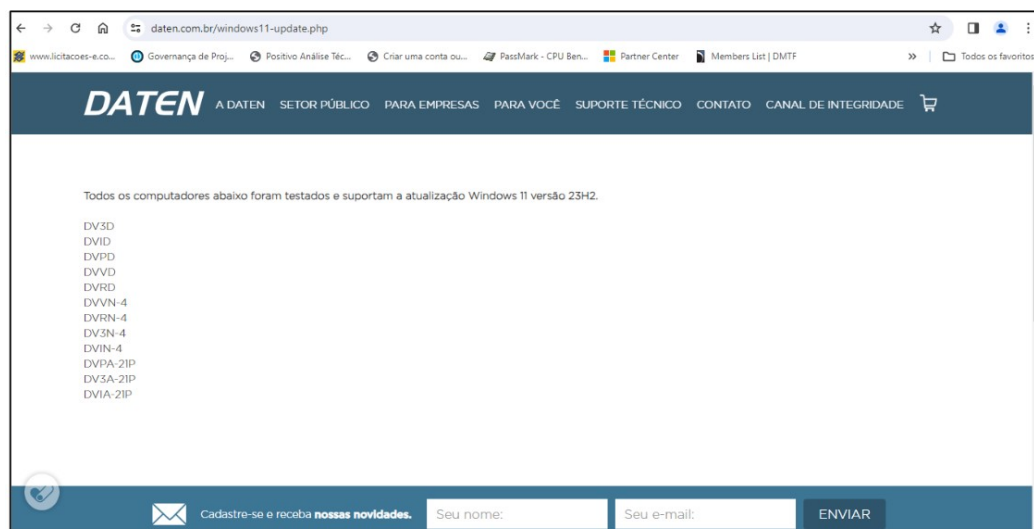 daten.com.br/windows11-update.php
www.licitacoes-e.co... Governança de Proj... Positivo Análise Téc... Criar uma conta ou... PassMark - CPU Ben... Partner Center Members List | DMTF » Todos os favoritos
DATEN A DATEN SETOR PÚBLICO PARA EMPRESAS PARA VOCÊ SUPORTE TÉCNICO CONTATO CANAL DE INTEGRIDADE
Todos os computadores abaixo foram testados e suportam a atualização Windows 11 versão 23H2.
DV3D
DVID
DVPD
DVVD
DVRD
DVVN-4
DVRN-4
DV3N-4
DVIN-4
DVPA-21P
DV3A-21P
DVIA-21P
Cadastre-se e receba nossas novidades. Seu nome: Seu e-mail: ENVIAR